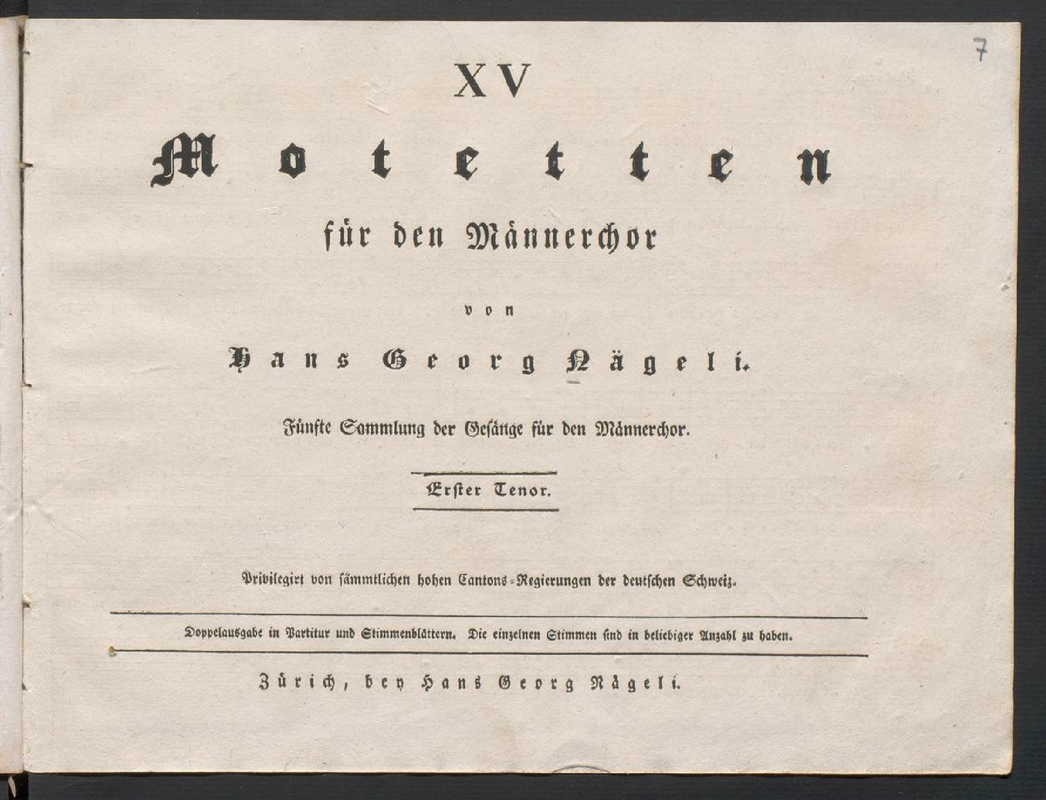 7
XV
Motetten
für den Männerchor
von
Hans Georg Nägeli.
Fünfte Sammlung der Gesänge für den Männerchor.
Erster Tenor.
Privilegirt von sämmtlichen hohen Cantons-Regierungen der deutschen Schweiz.
Doppelausgabe in Partitur und Stimmenblättern. Die einzelnen Stimmen sind in beliebiger Anzahl zu haben.
Zürich, bey Hans Georg Nägeli.